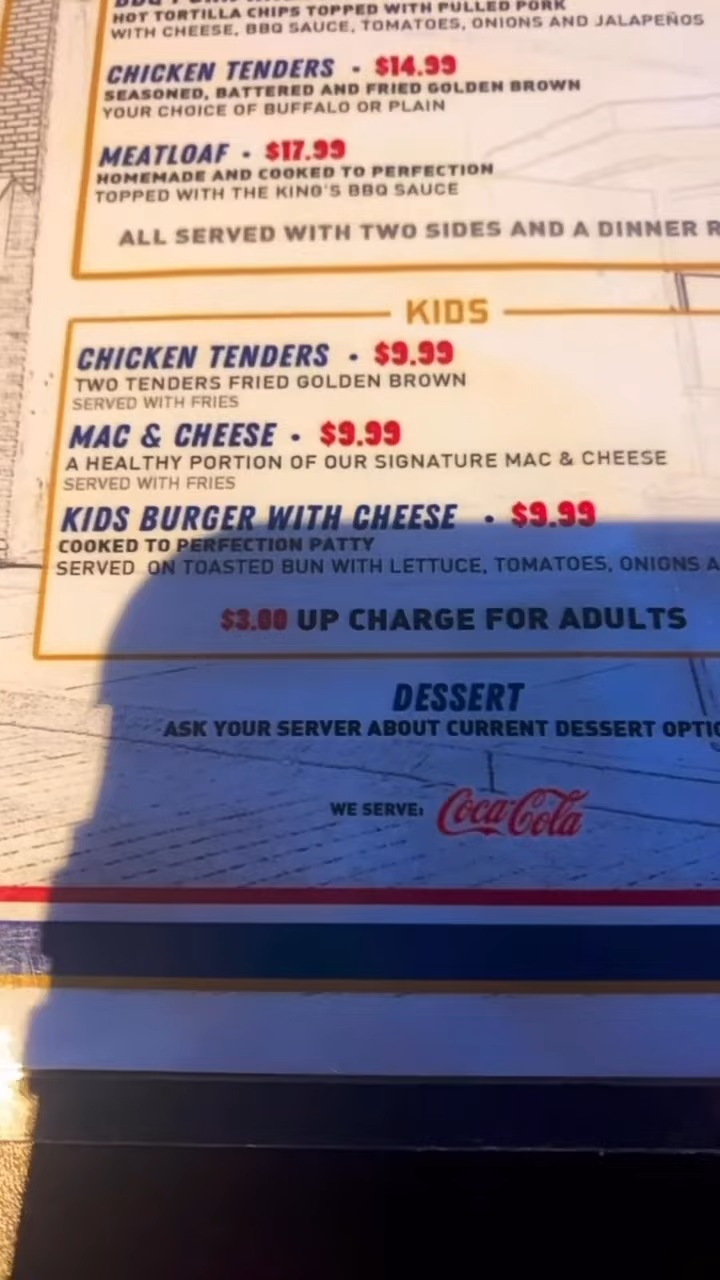 HOT TORTILLA CHIPS TOPPED WITH PULLED PORK
WITH CHEESE, BBQ SAUCE, TOMATOES, ONIONS AND JALAPEÑOS
CHICKEN TENDERS • $14.99
SEASONED, BATTERED AND FRIED GOLDEN BROWN
YOUR CHOICE OF BUFFALO OR PLAIN
MEATLOAF • $17.99
HOMEMADE AND COOKED TO PERFECTION
TOPPED WITH THE KING'S BBQ SAUCE
ALL SERVED WITH TWO SIDES AND A DINNER R
KIDS
CHICKEN TENDERS • $9.99
TWO TENDERS FRIED GOLDEN BROWN
SERVED WITH FRIES
MAC & CHEESE • $9.99
A HEALTHY PORTION OF OUR SIGNATURE MAC & CHEESE
SERVED WITH FRIES
KIDS BURGER WITH CHEESE • $9.99
COOKED TO PERFECTION PATTY
SERVED ON TOASTED BUN WITH LETTUCE, TOMATOES, ONIONS A
$3.00 UP CHARGE FOR ADULTS
DESSERT
ASK YOUR SERVER ABOUT CURRENT DESSERT OPTIO
WE SERVE: Coca-Cola